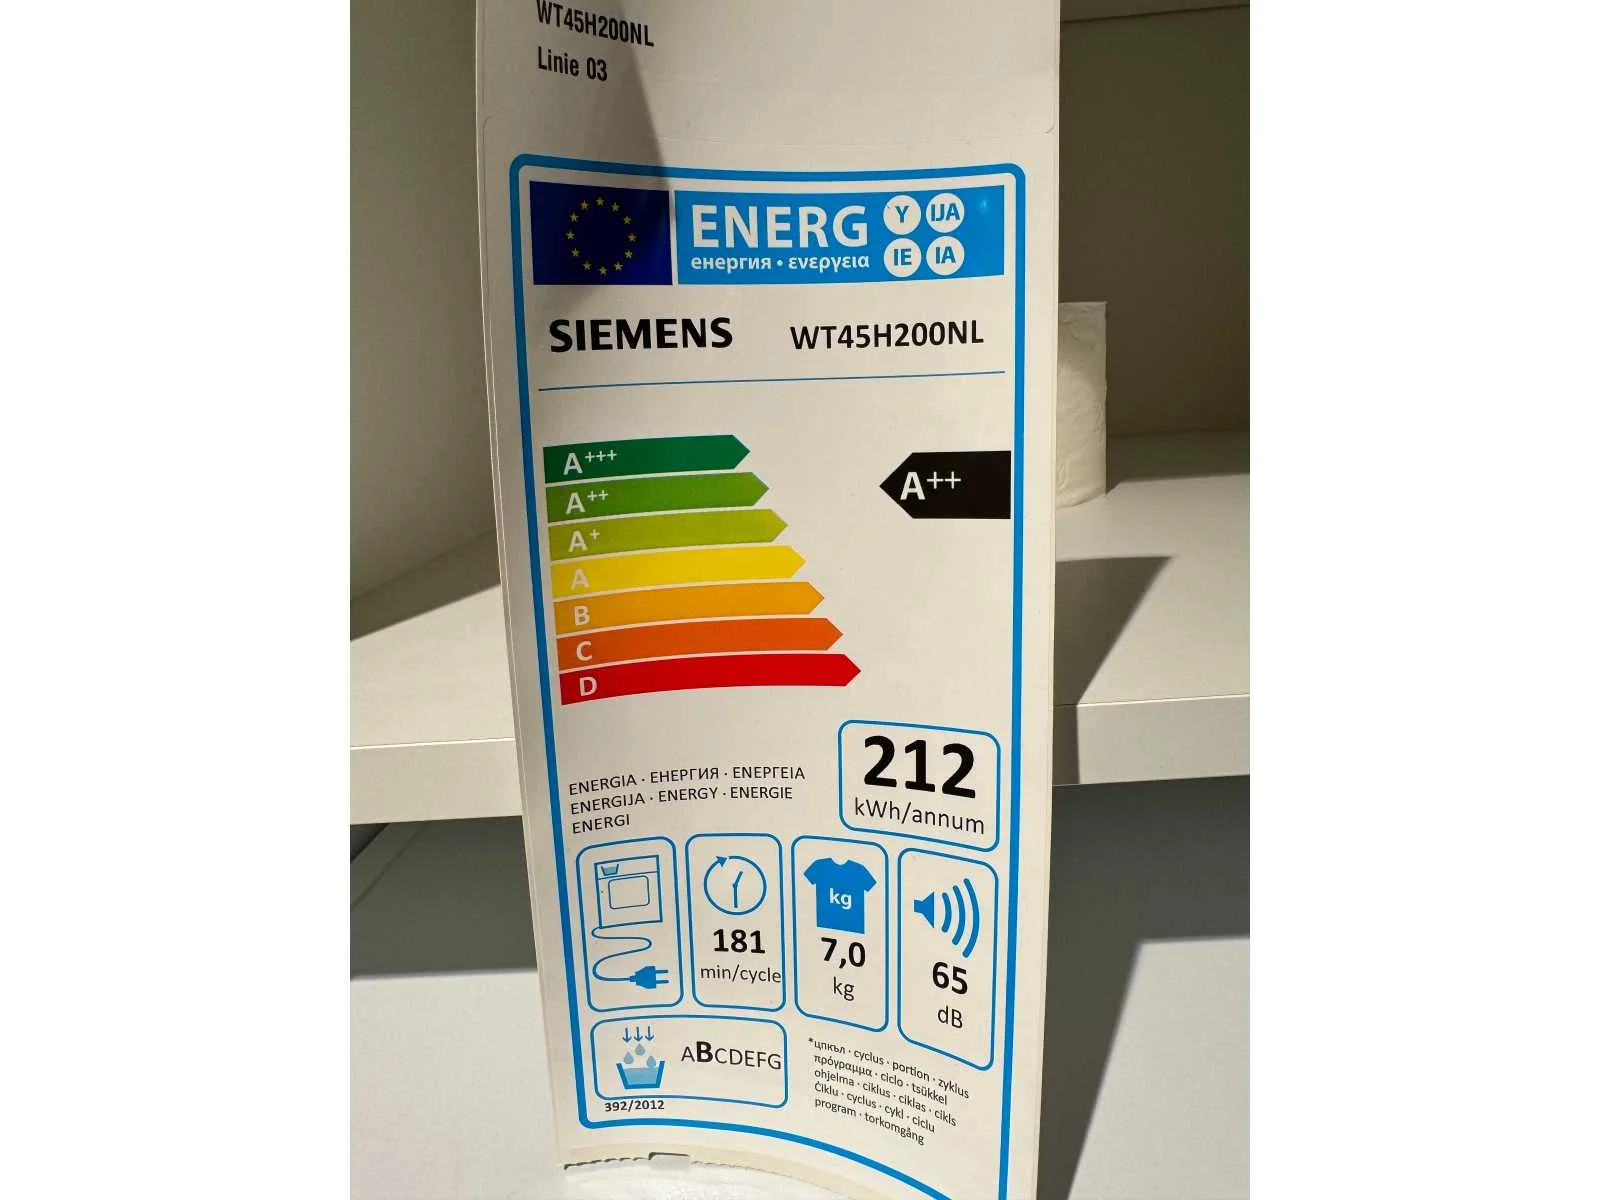 WT45H200NL
Linie 03
ENERG
Y IJA
IE IA
енергия · ενεργεια
SIEMENS WT45H200NL
A+++
A++
A++
A+
A
B
C
D
212
kWh/annum
ENERGIA · ЕНЕРГИЯ · ΕΝΕΡΓΕΙΑ
ENERGIJA · ENERGY · ENERGIE
ENERGI
181
min/cycle
kg
7,0
kg
65
dB
ABCDEFG
392/2012
*цикъл · cyclus · portion · zyklus
πρόγραμμα · ciclo · tsükkel
ohjelma · ciklus · ciklas · cikls
Ċiklu · cyclus · cykl · ciclu
program · torkomgång